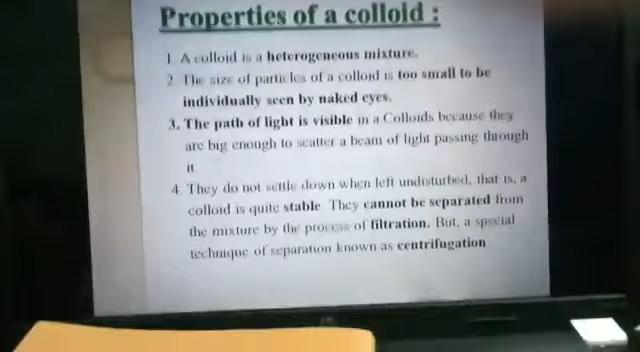 Properties of a colloid :
1. A colloid is a heterogeneous mixture.
2. The size of particles of a colloid is too small to be
individually seen by naked eyes.
3. The path of light is visible in a Colloids because they
are big enough to scatter a beam of light passing through
it
4. They do not settle down when left undisturbed, that is, a
colloid is quite stable They cannot be separated from
the mixture by the process of filtration. But, a special
technique of separation known as centrifugation